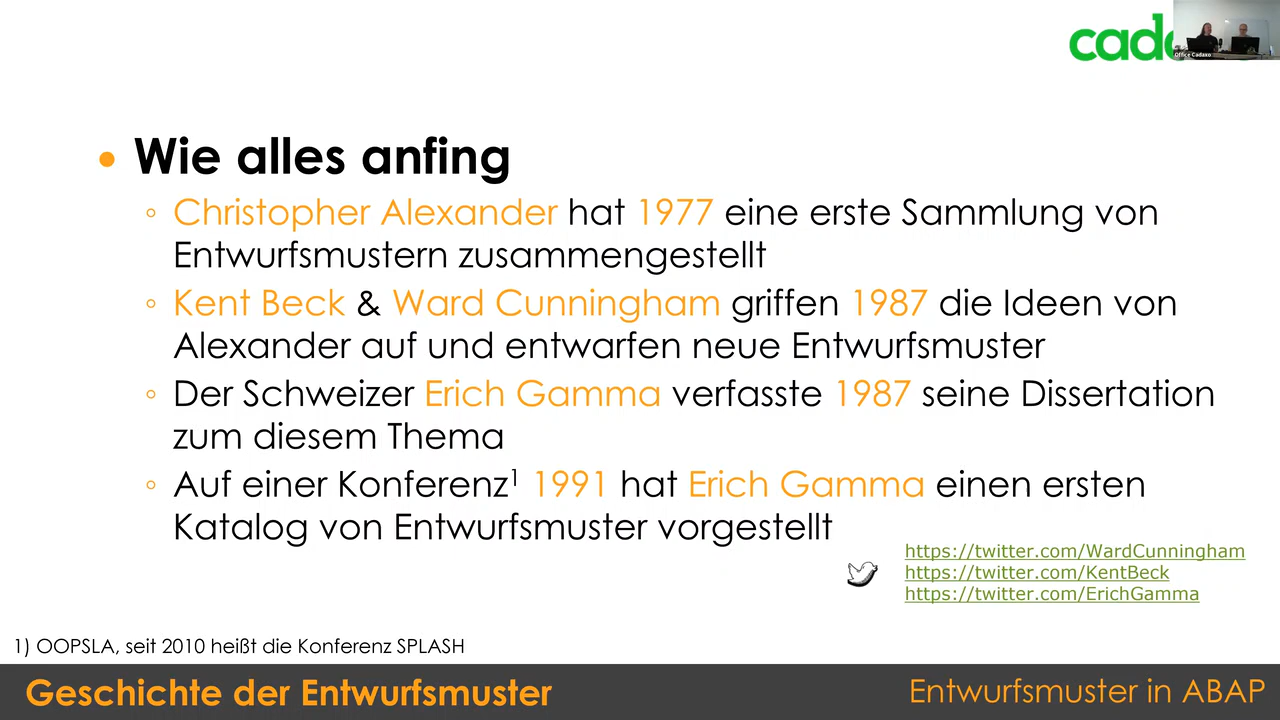 Office Cadaxo
Wie alles anfing
Christopher Alexander hat 1977 eine erste Sammlung von
Entwurfsmustern zusammengestellt
Kent Beck & Ward Cunningham griffen 1987 die Ideen von
Alexander auf und entwarfen neue Entwurfsmuster
Der Schweizer Erich Gamma verfasste 1987 seine Dissertation
zum diesem Thema
Auf einer Konferenz¹ 1991 hat Erich Gamma einen ersten
Katalog von Entwurfsmuster vorgestellt
https://twitter.com/WardCunningham
https://twitter.com/KentBeck
https://twitter.com/ErichGamma
1) OOPSLA, seit 2010 heißt die Konferenz SPLASH
Geschichte der Entwurfsmuster
Entwurfsmuster in ABAP